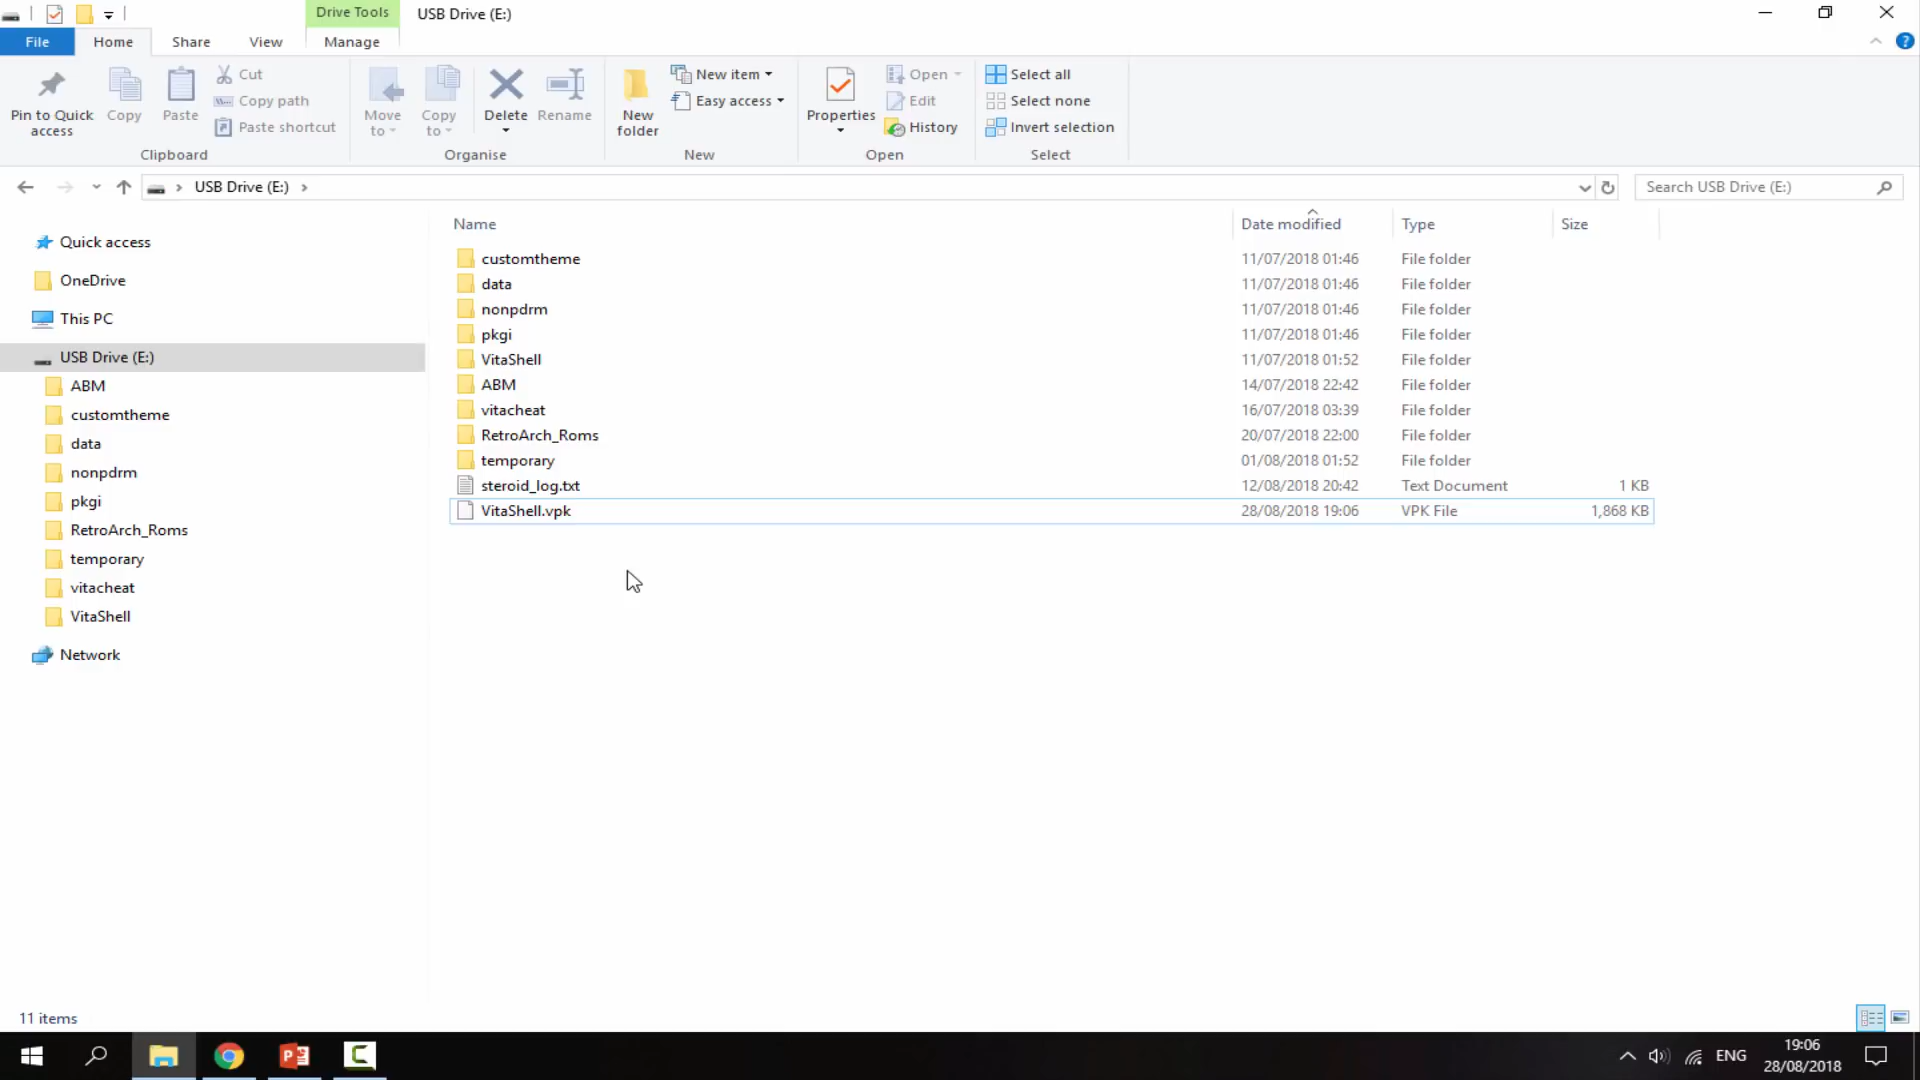 Drive Tools USB Drive (E:)
File Home Share View Manage
Pin to Quick access
Copy
Paste
Cut
Copy path
Paste shortcut
Clipboard
Move to
Copy to
Delete
Rename
Organise
New folder
New item
Easy access
New
Properties
Open
Edit
History
Open
Select all
Select none
Invert selection
Select
USB Drive (E:)
Search USB Drive (E:)
Quick access
OneDrive
This PC
USB Drive (E:)
ABM
customtheme
data
nonpdrm
pkgi
RetroArch_Roms
temporary
vitacheat
VitaShell
Network
Name Date modified Type Size
customtheme 11/07/2018 01:46 File folder
data 11/07/2018 01:46 File folder
nonpdrm 11/07/2018 01:46 File folder
pkgi 11/07/2018 01:46 File folder
VitaShell 11/07/2018 01:52 File folder
ABM 14/07/2018 22:42 File folder
vitacheat 16/07/2018 03:39 File folder
RetroArch_Roms 20/07/2018 22:00 File folder
temporary 01/08/2018 01:52 File folder
steroid_log.txt 12/08/2018 20:42 Text Document 1 KB
VitaShell.vpk 28/08/2018 19:06 VPK File 1,868 KB
11 items
ENG
19:06
28/08/2018